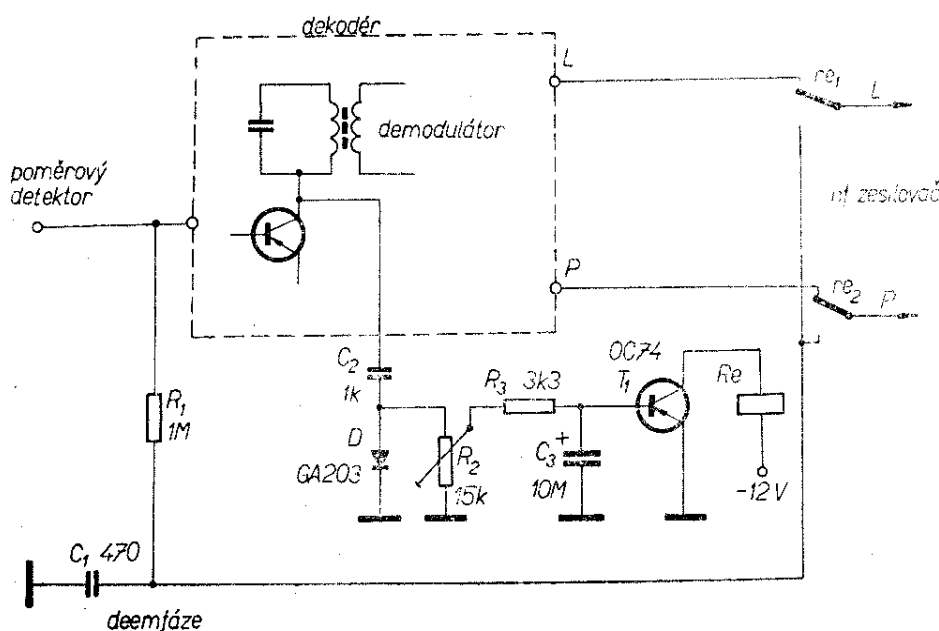 dekodér
L
re1
L
demodulátor
poměrový
detektor
nf zesilovač
P
re2
P
C2
1k
R3 3k3
OC74
T1
Re
R1
1M
D
GA203
R2
15k
+
C3
10M
-12V
C1 470
deemfáze